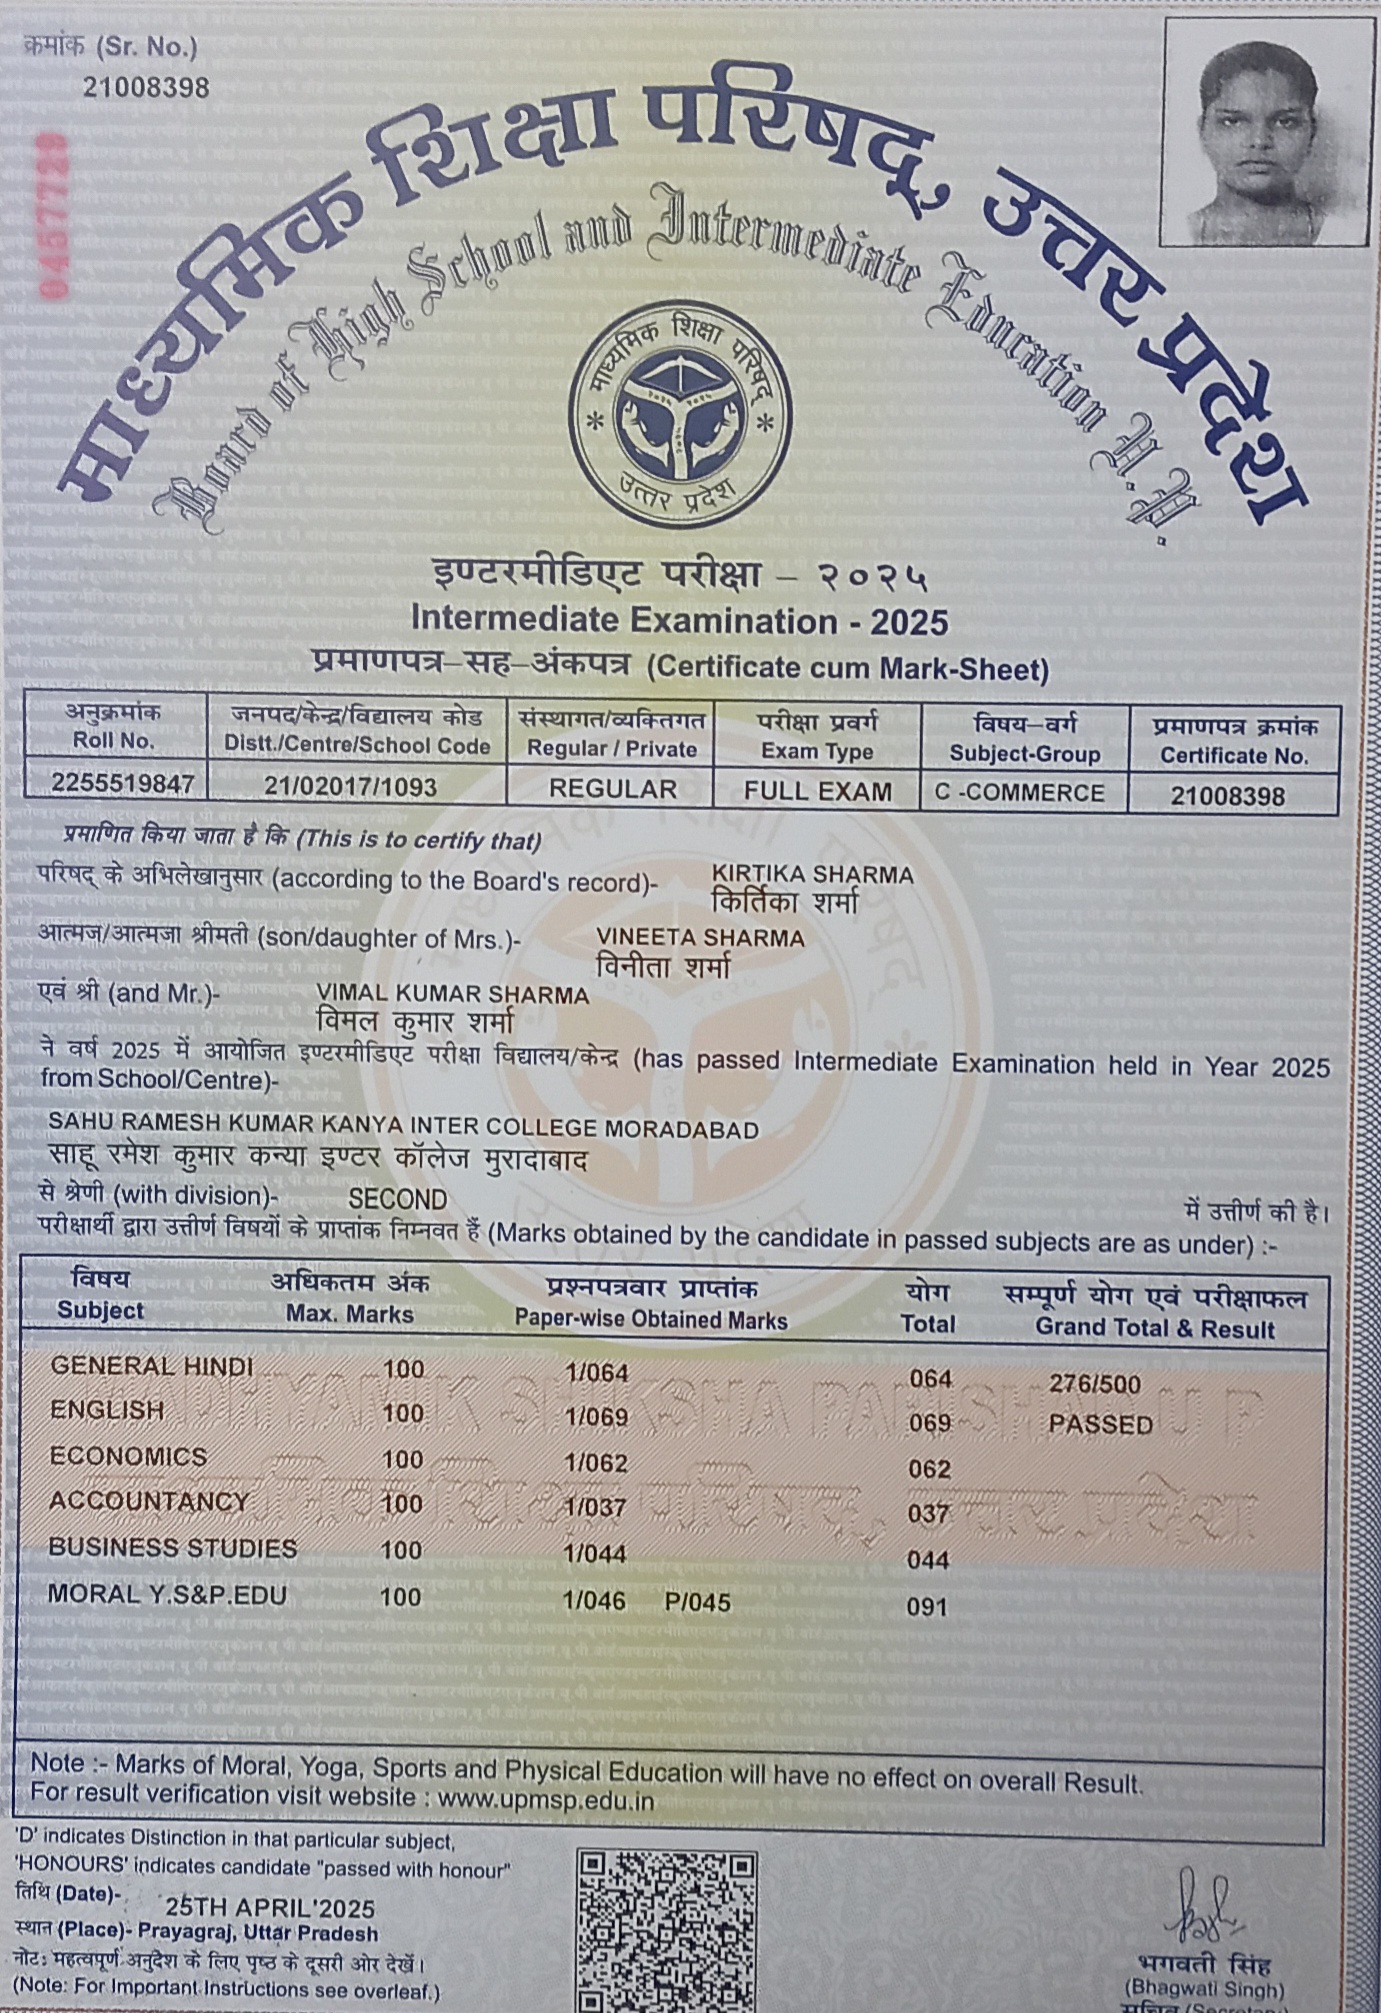 क्रमांक (Sr. No.)
21008398
0457729
माध्यमिक शिक्षा परिषद्, उत्तर प्रदेश
Board of High School and Intermediate Education U.P.
माध्यमिक शिक्षा परिषद्
उत्तर प्रदेश
इण्टरमीडिएट परीक्षा – २०२५
Intermediate Examination - 2025
प्रमाणपत्र–सह–अंकपत्र (Certificate cum Mark-Sheet)
अनुक्रमांक जनपद/केन्द्र/विद्यालय कोड संस्थागत/व्यक्तिगत परीक्षा प्रवर्ग विषय–वर्ग प्रमाणपत्र क्रमांक
Roll No. Distt./Centre/School Code Regular / Private Exam Type Subject-Group Certificate No.
2255519847 21/02017/1093 REGULAR FULL EXAM C -COMMERCE 21008398
प्रमाणित किया जाता है कि (This is to certify that)
परिषद् के अभिलेखानुसार (according to the Board's record)- KIRTIKA SHARMA
किर्तिका शर्मा
आत्मज/आत्मजा श्रीमती (son/daughter of Mrs.)- VINEETA SHARMA
विनीता शर्मा
एवं श्री (and Mr.)- VIMAL KUMAR SHARMA
विमल कुमार शर्मा
ने वर्ष 2025 में आयोजित इण्टरमीडिएट परीक्षा विद्यालय/केन्द्र (has passed Intermediate Examination held in Year 2025
from School/Centre)-
SAHU RAMESH KUMAR KANYA INTER COLLEGE MORADABAD
साहू रमेश कुमार कन्या इण्टर कॉलेज मुरादाबाद
से श्रेणी (with division)- SECOND में उत्तीर्ण की है।
परीक्षार्थी द्वारा उत्तीर्ण विषयों के प्राप्तांक निम्नवत हैं (Marks obtained by the candidate in passed subjects are as under) :-
विषय अधिकतम अंक प्रश्नपत्रवार प्राप्तांक योग सम्पूर्ण योग एवं परीक्षाफल
Subject Max. Marks Paper-wise Obtained Marks Total Grand Total & Result
GENERAL HINDI 100 1/064 064 276/500
ENGLISH 100 1/069 069 PASSED
ECONOMICS 100 1/062 062
ACCOUNTANCY 100 1/037 037
BUSINESS STUDIES 100 1/044 044
MORAL Y.S&P.EDU 100 1/046 P/045 091
Note :- Marks of Moral, Yoga, Sports and Physical Education will have no effect on overall Result.
For result verification visit website : www.upmsp.edu.in
'D' indicates Distinction in that particular subject,
'HONOURS' indicates candidate "passed with honour"
तिथि (Date)- 25TH APRIL'2025
स्थान (Place)- Prayagraj, Uttar Pradesh
नोट: महत्वपूर्ण अनुदेश के लिए पृष्ठ के दूसरी ओर देखें।
(Note: For Important Instructions see overleaf.)
भगवती सिंह
(Bhagwati Singh)
सचिव (Secretary)